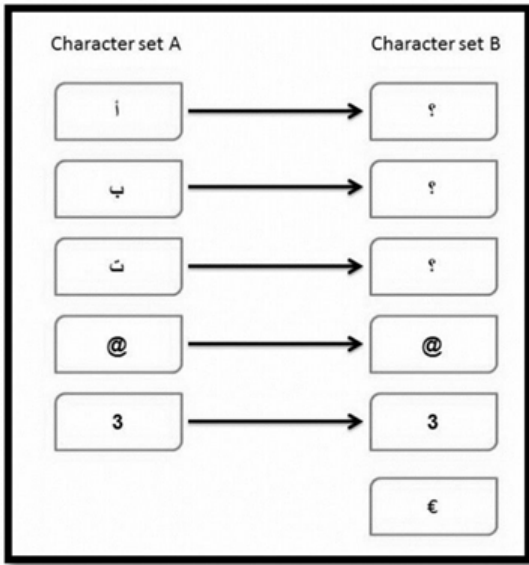 Character set A Character set B
أ ؟
ب ؟
ت ؟
@ @
3 3
€